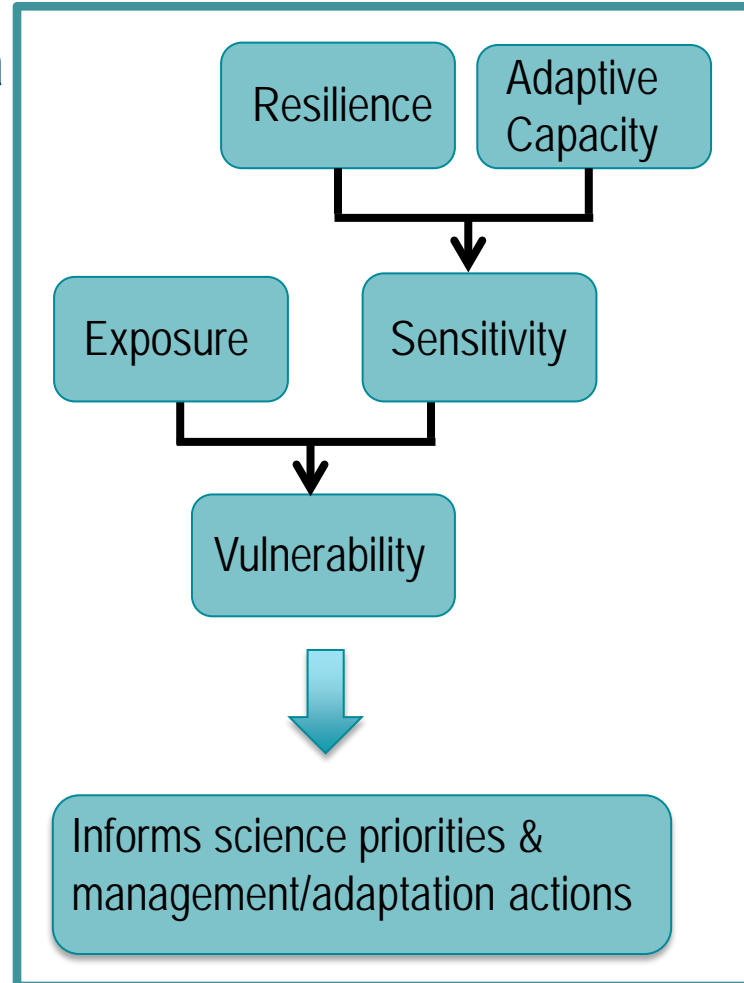 Resilience
Adaptive
Capacity
Exposure
Sensitivity
Vulnerability
Informs science priorities &
management/adaptation actions